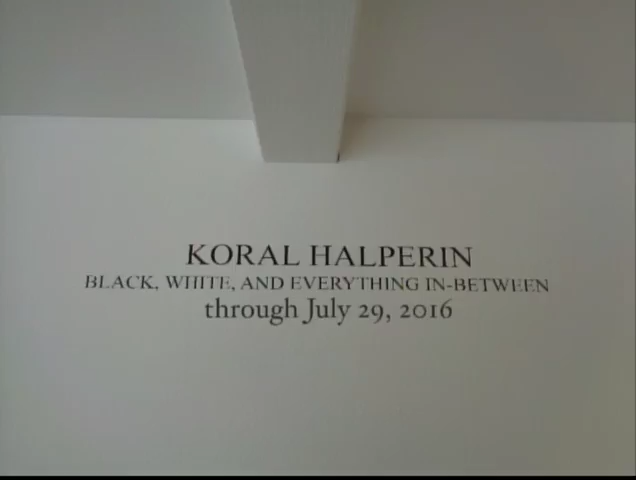 KORAL HALPERIN
BLACK, WHITE, AND EVERYTHING IN-BETWEEN
through July 29, 2016